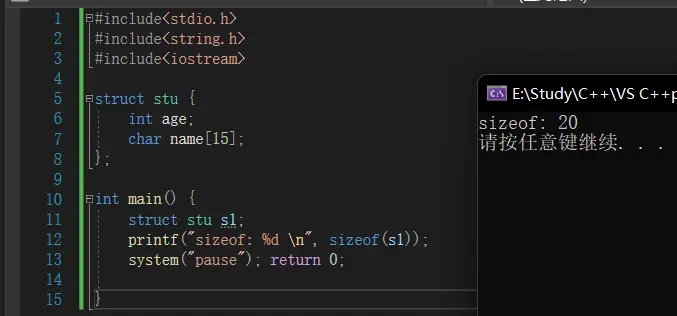 1 #include<stdio.h>
2 #include<string.h>
3 #include<iostream>
4
5 struct stu {
6     int age;
7     char name[15];
8 };
9
10 int main() {
11     struct stu s1;
12     printf("sizeof: %d \n", sizeof(s1));
13     system("pause"); return 0;
14
15 }
E:\Study\C++\VS C++p
sizeof: 20
请按任意键继续. . .